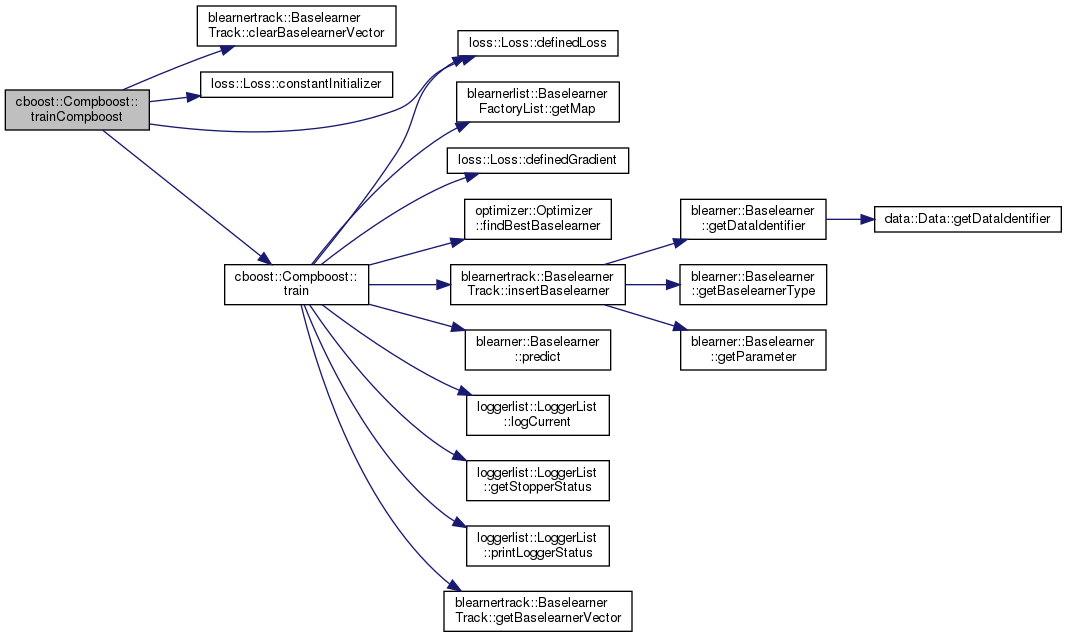 cboost::Compboost::
trainCompboost
blearnertrack::Baselearner
Track::clearBaselearnerVector
loss::Loss::constantInitializer
loss::Loss::definedLoss
cboost::Compboost::
train
blearnerlist::Baselearner
FactoryList::getMap
loss::Loss::definedGradient
optimizer::Optimizer
::findBestBaselearner
blearnertrack::Baselearner
Track::insertBaselearner
blearner::Baselearner
::getDataIdentifier
data::Data::getDataIdentifier
blearner::Baselearner
::getBaselearnerType
blearner::Baselearner
::getParameter
blearner::Baselearner
::predict
loggerlist::LoggerList
::logCurrent
loggerlist::LoggerList
::getStopperStatus
loggerlist::LoggerList
::printLoggerStatus
blearnertrack::Baselearner
Track::getBaselearnerVector